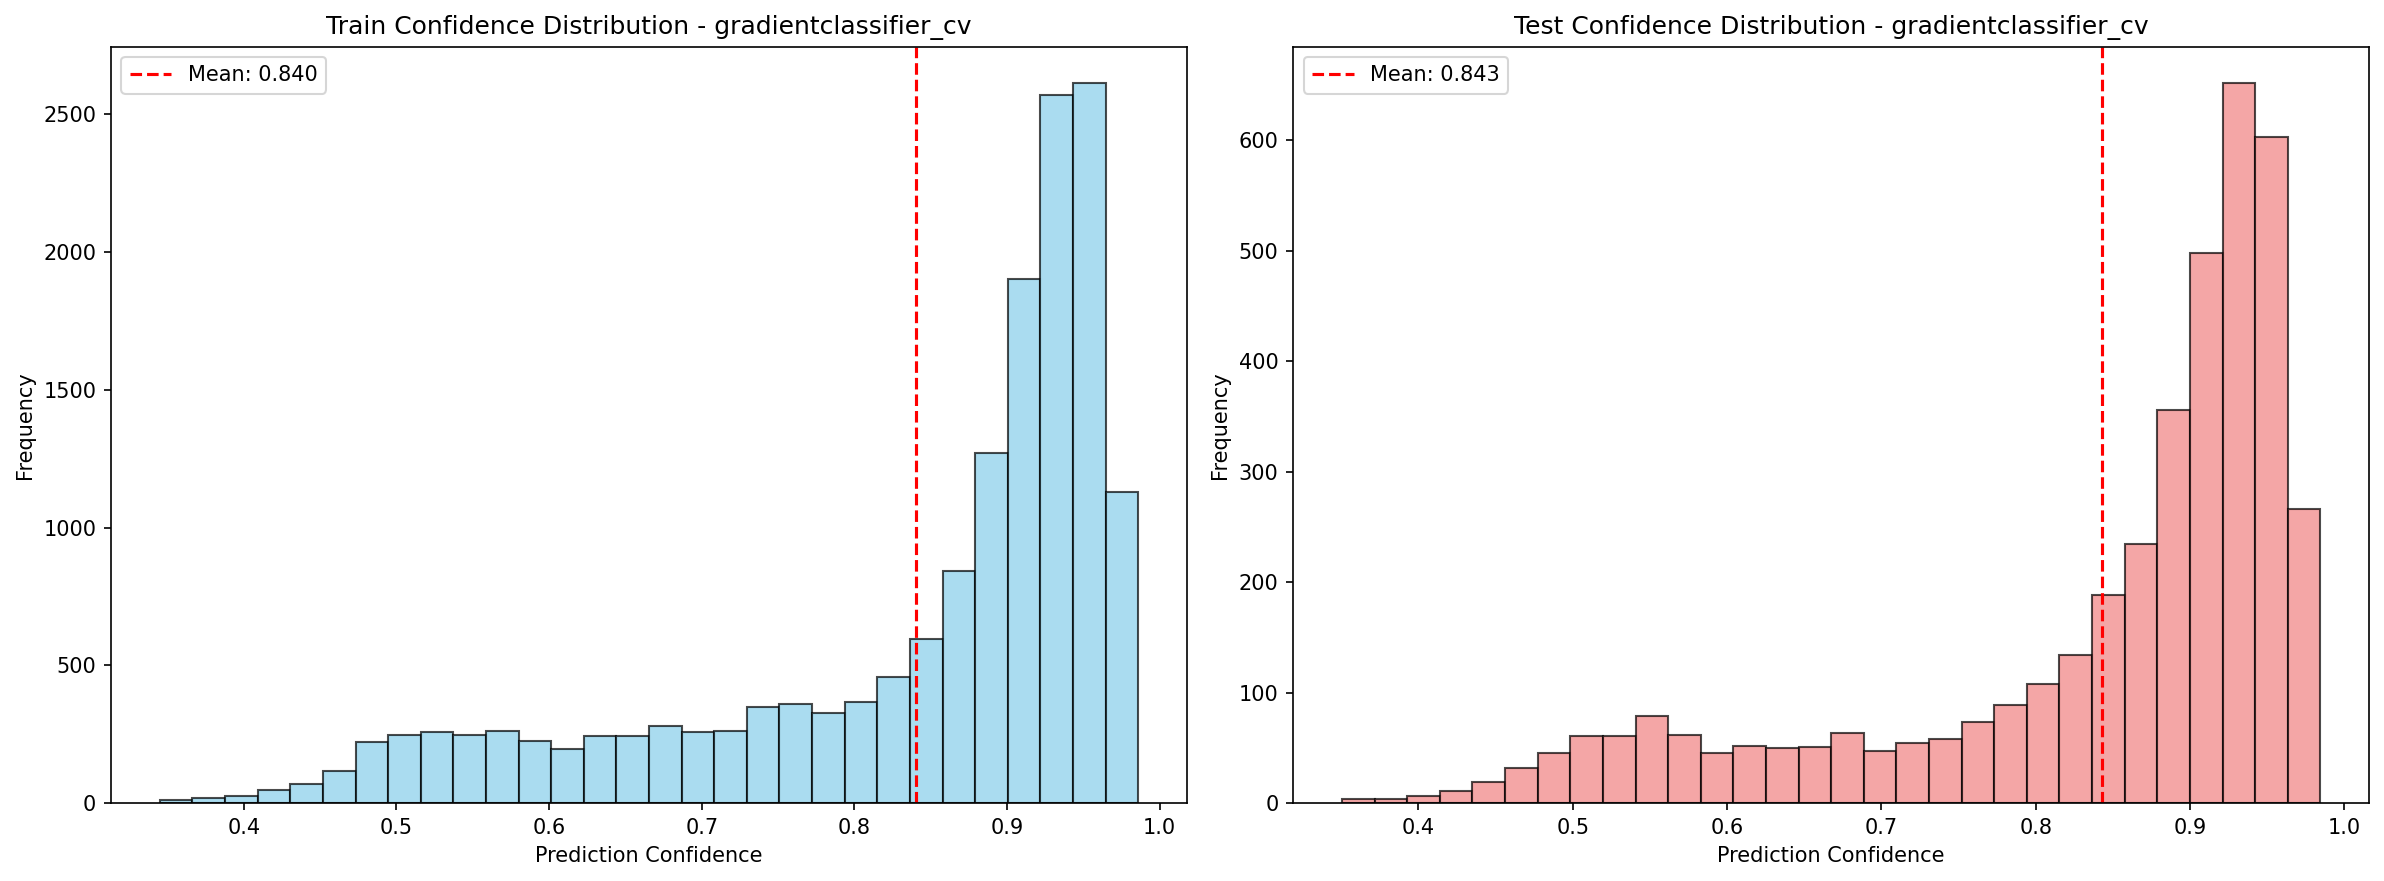 Train Confidence Distribution - gradientclassifier_cv
Mean: 0.840
2500
2000
1500
1000
500
0
Frequency
0.4 0.5 0.6 0.7 0.8 0.9 1.0
Prediction Confidence
Test Confidence Distribution - gradientclassifier_cv
Mean: 0.843
600
500
400
300
200
100
0
Frequency
0.4 0.5 0.6 0.7 0.8 0.9 1.0
Prediction Confidence